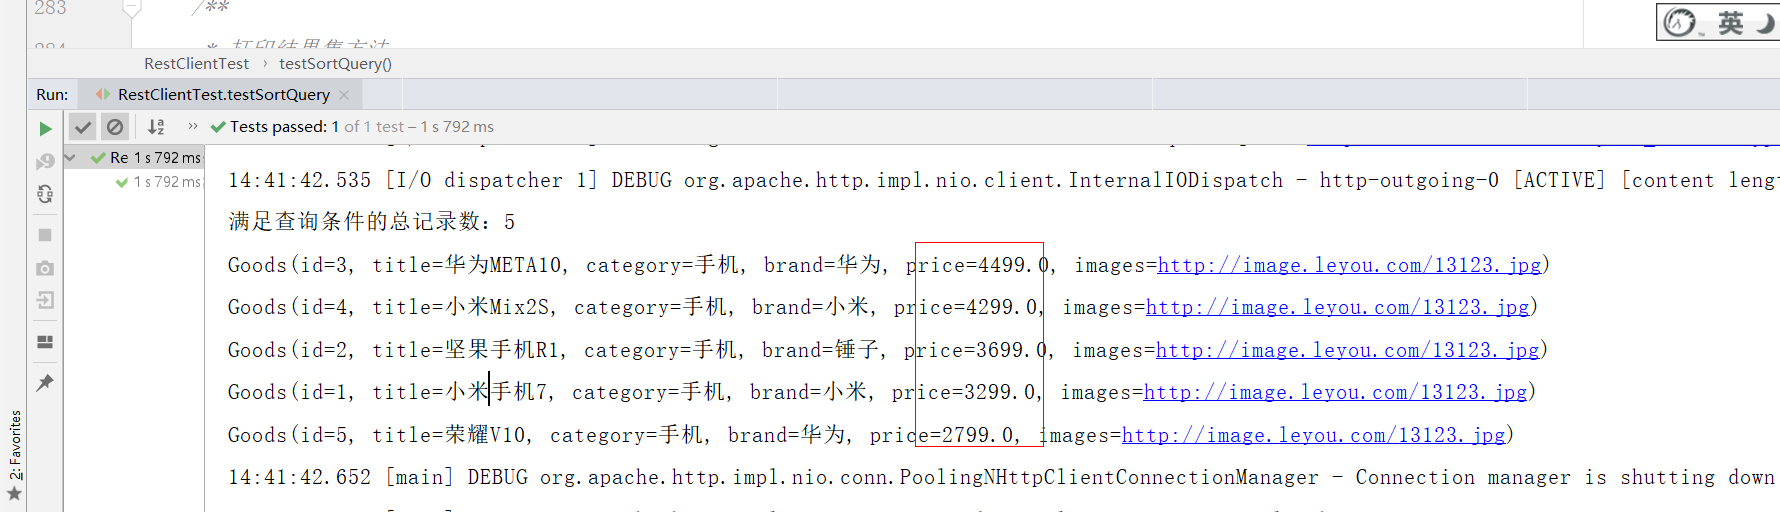 283
/**
英
RestClientTest › testSortQuery()
Run: RestClientTest.testSortQuery ×
» Tests passed: 1 of 1 test – 1 s 792 ms
Re 1 s 792 ms
1 s 792 ms
14:41:42.535 [I/O dispatcher 1] DEBUG org.apache.http.impl.nio.client.InternalIODispatch - http-outgoing-0 [ACTIVE] [content leng
满足查询条件的总记录数：5
Goods(id=3, title=华为META10, category=手机, brand=华为, price=4499.0, images=http://image.leyou.com/13123.jpg)
Goods(id=4, title=小米Mix2S, category=手机, brand=小米, price=4299.0, images=http://image.leyou.com/13123.jpg)
Goods(id=2, title=坚果手机R1, category=手机, brand=锤子, price=3699.0, images=http://image.leyou.com/13123.jpg)
Goods(id=1, title=小米手机7, category=手机, brand=小米, price=3299.0, images=http://image.leyou.com/13123.jpg)
Goods(id=5, title=荣耀V10, category=手机, brand=华为, price=2799.0, images=http://image.leyou.com/13123.jpg)
14:41:42.652 [main] DEBUG org.apache.http.impl.nio.conn.PoolingNHttpClientConnectionManager - Connection manager is shutting down
2: Favorites